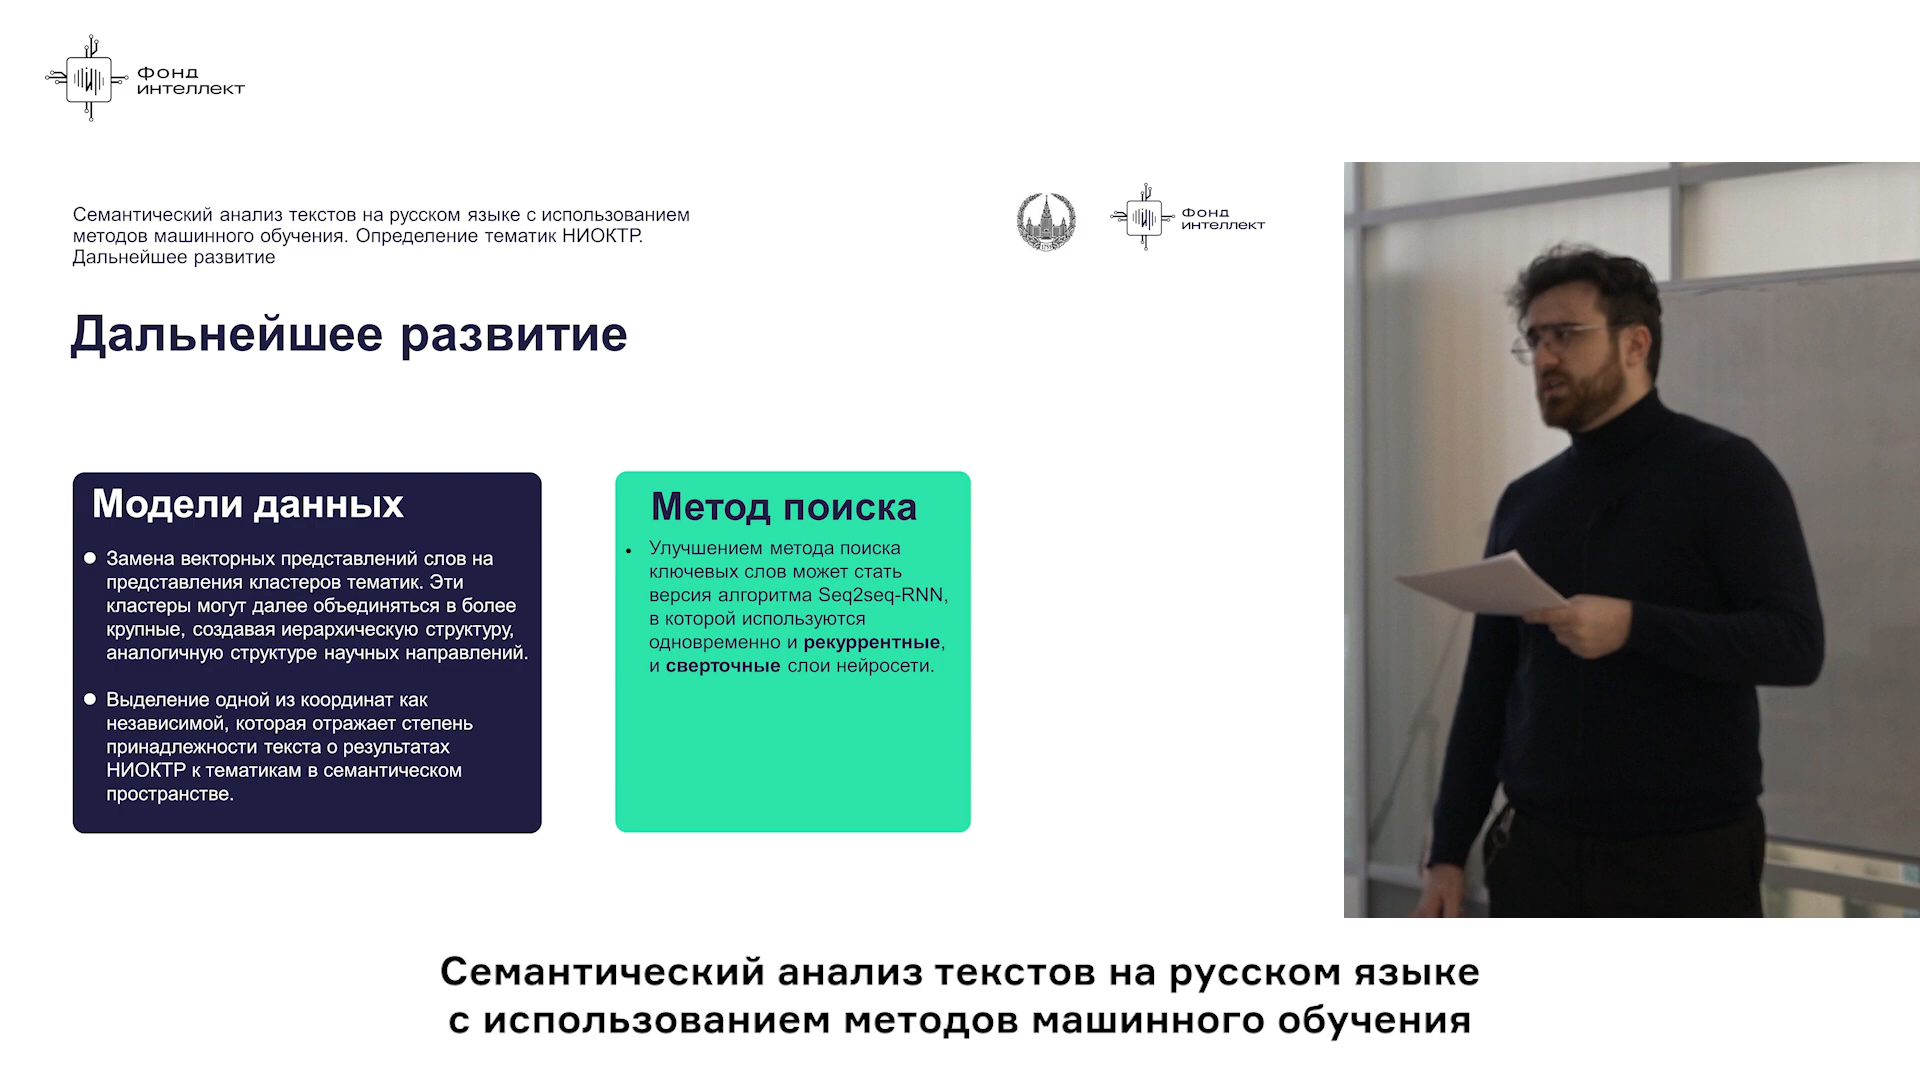 Фонд
интеллект
Семантический анализ текстов на русском языке с использованием
методов машинного обучения. Определение тематик НИОКТР.
Дальнейшее развитие
Фонд
интеллект
Дальнейшее развитие
Модели данных
Замена векторных представлений слов на
представления кластеров тематик. Эти
кластеры могут далее объединяться в более
крупные, создавая иерархическую структуру,
аналогичную структуре научных направлений.
Выделение одной из координат как
независимой, которая отражает степень
принадлежности текста о результатах
НИОКТР к тематикам в семантическом
пространстве.
Метод поиска
Улучшением метода поиска
ключевых слов может стать
версия алгоритма Seq2seq-RNN,
в которой используются
одновременно и рекуррентные,
и сверточные слои нейросети.
Семантический анализ текстов на русском языке
с использованием методов машинного обучения